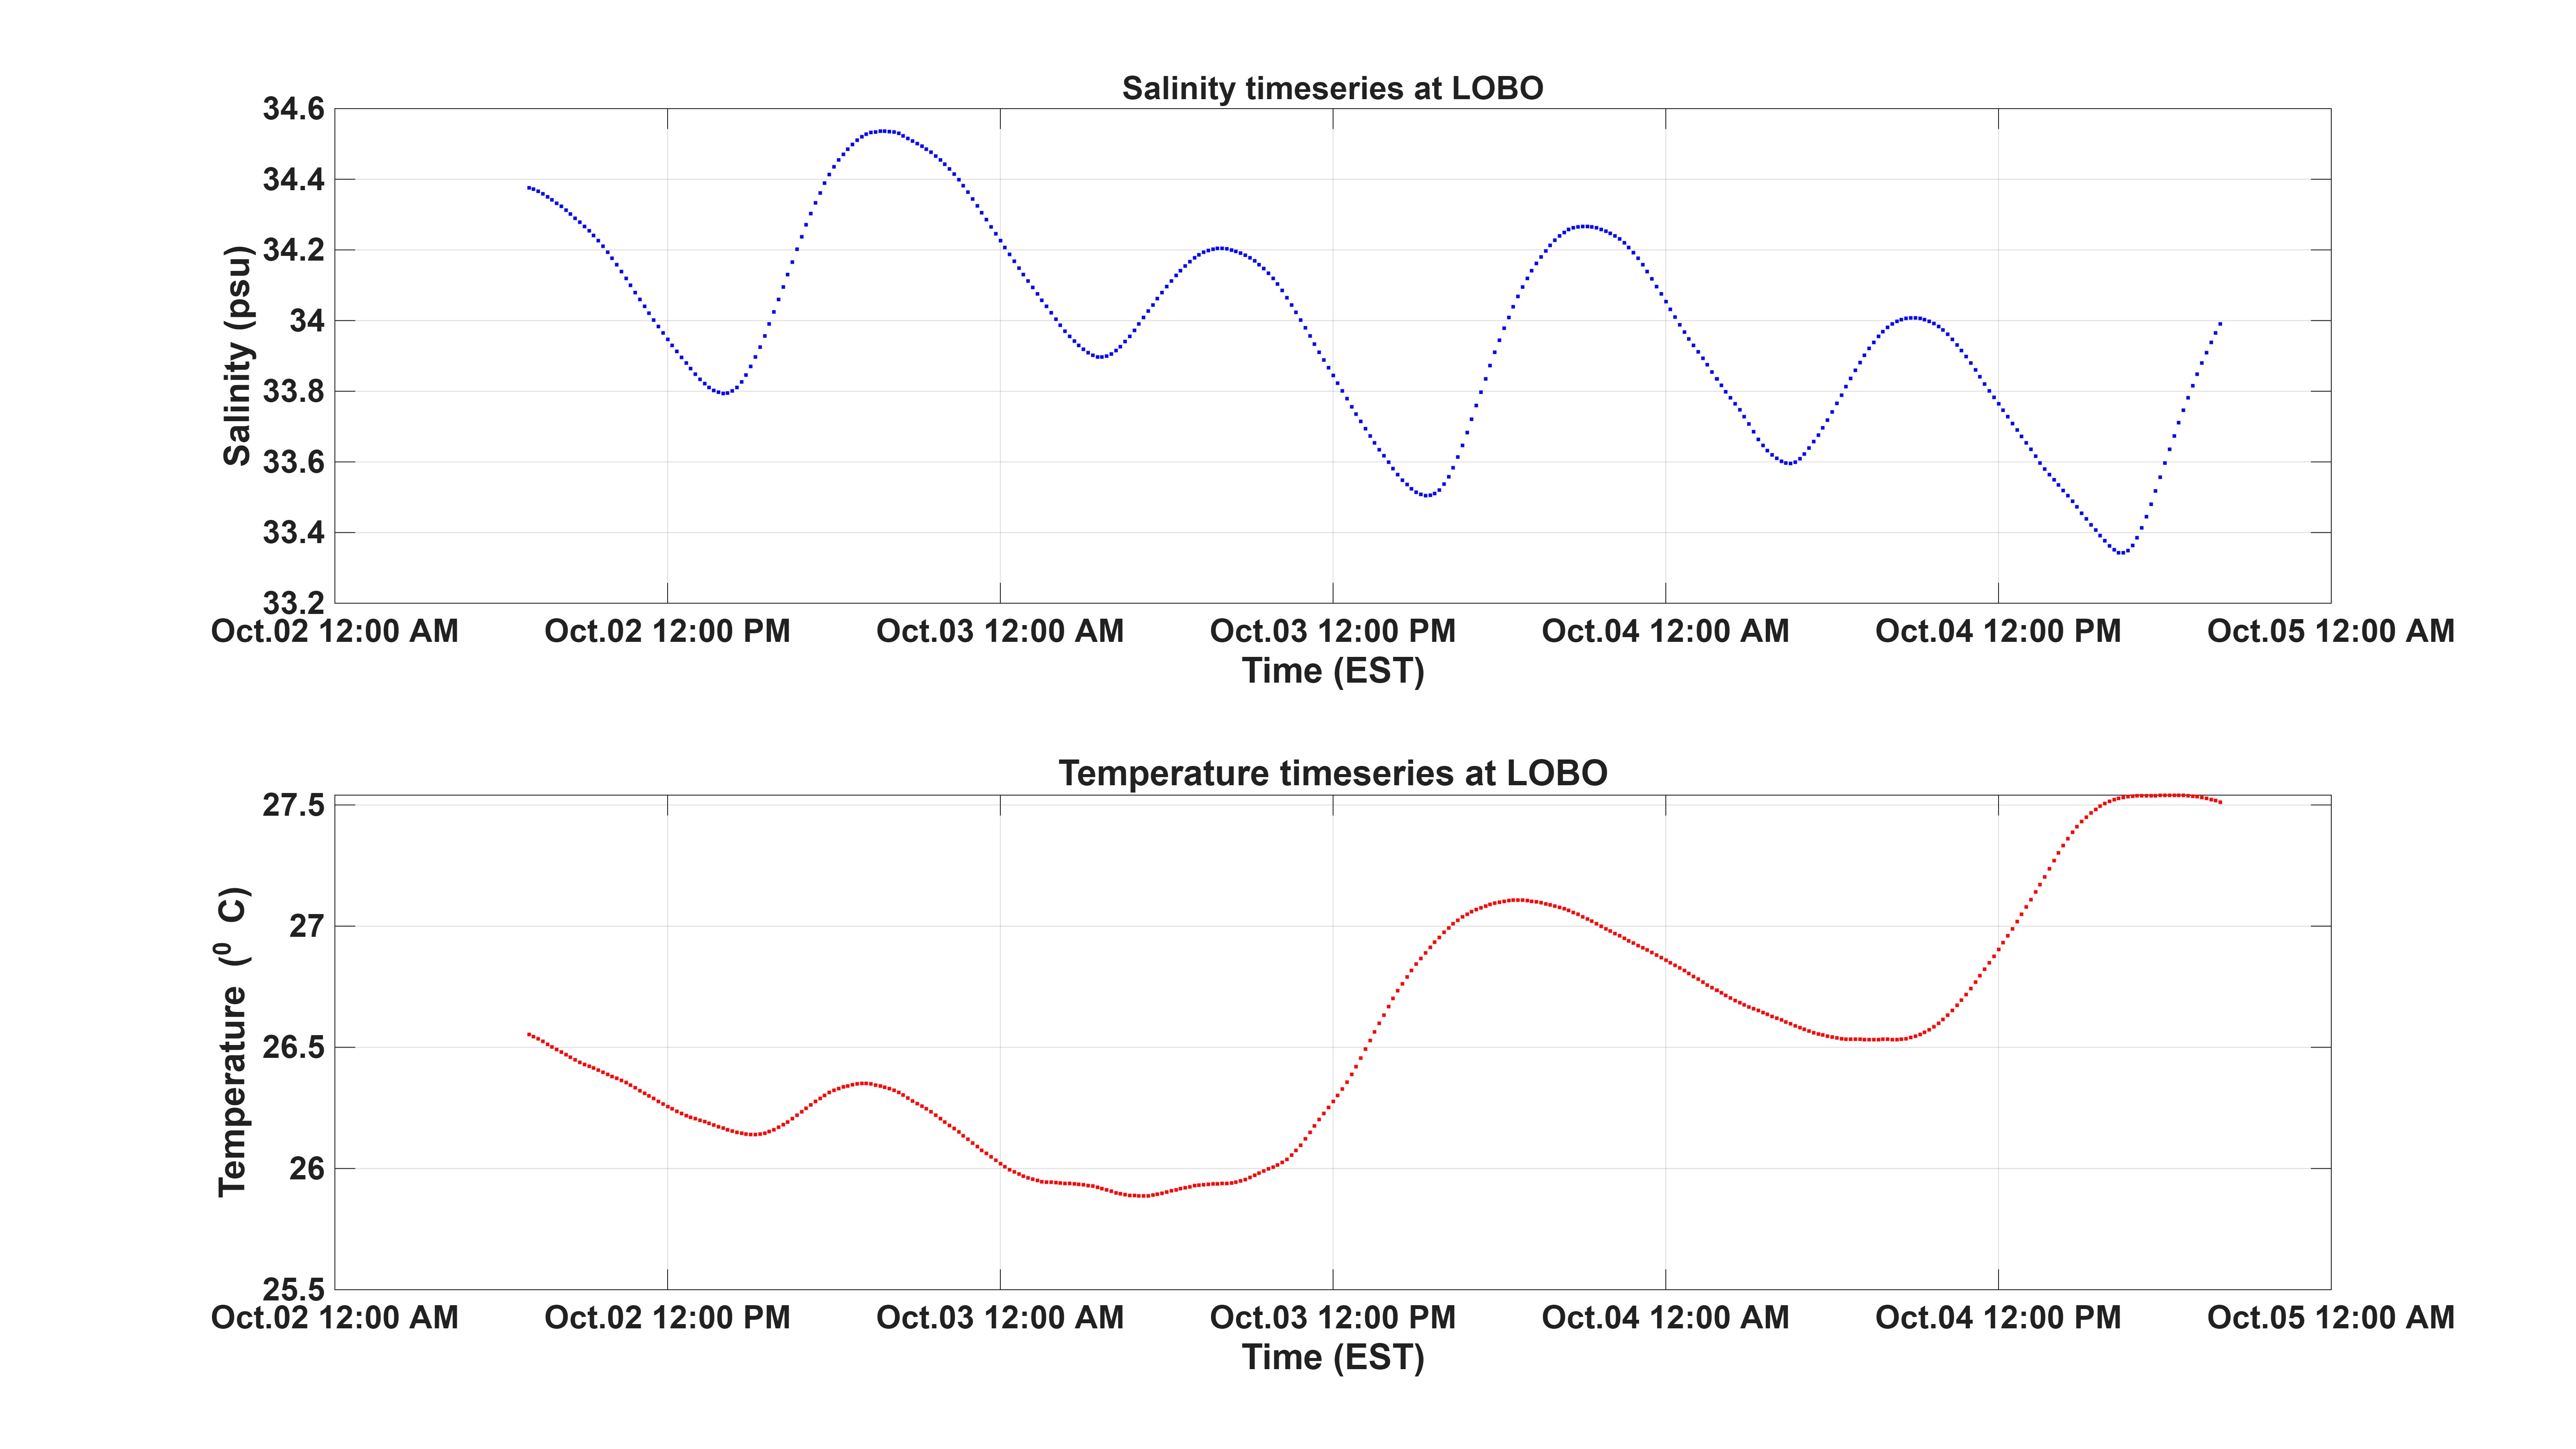 Salinity timeseries at LOBO
34.6
34.4
34.2
34
33.8
33.6
33.4
33.2
Salinity (psu)
Oct.02 12:00 AM Oct.02 12:00 PM Oct.03 12:00 AM Oct.03 12:00 PM Oct.04 12:00 AM Oct.04 12:00 PM Oct.05 12:00 AM
Time (EST)
Temperature timeseries at LOBO
27.5
27
26.5
26
25.5
Temperature (⁰ C)
Oct.02 12:00 AM Oct.02 12:00 PM Oct.03 12:00 AM Oct.03 12:00 PM Oct.04 12:00 AM Oct.04 12:00 PM Oct.05 12:00 AM
Time (EST)